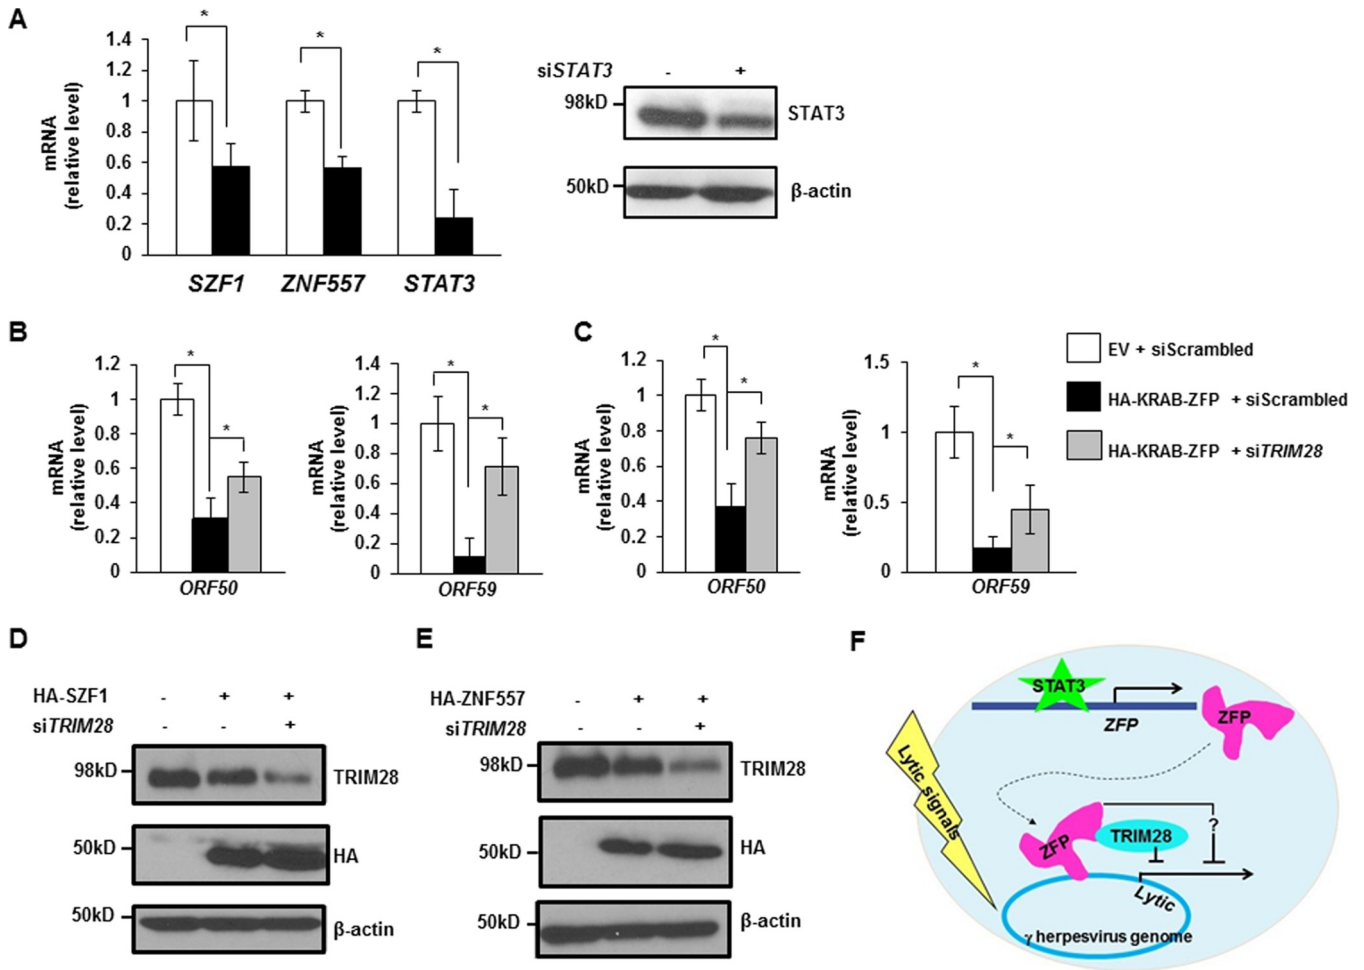 A
mRNA
(relative level)
1.4
1.2
1
0.8
0.6
0.4
0.2
0
*
*
*
SZF1 ZNF557 STAT3
siSTAT3 - +
98kD
STAT3
50kD
β-actin
B
mRNA
(relative level)
1.2
1
0.8
0.6
0.4
0.2
0
*
*
ORF50
mRNA
(relative level)
1.4
1.2
1
0.8
0.6
0.4
0.2
0
*
*
ORF59
C
mRNA
(relative level)
1.2
1
0.8
0.6
0.4
0.2
0
*
*
ORF50
mRNA
(relative level)
1.5
1
0.5
0
*
*
ORF59
EV + siScrambled
HA-KRAB-ZFP + siScrambled
HA-KRAB-ZFP + siTRIM28
D
HA-SZF1 - + +
siTRIM28 - - +
98kD
TRIM28
50kD
HA
50kD
β-actin
E
HA-ZNF557 - + +
siTRIM28 - - +
98kD
TRIM28
50kD
HA
50kD
β-actin
F
STAT3
ZFP
ZFP
Lytic signals
ZFP
TRIM28
?
Lytic
γ herpesvirus genome